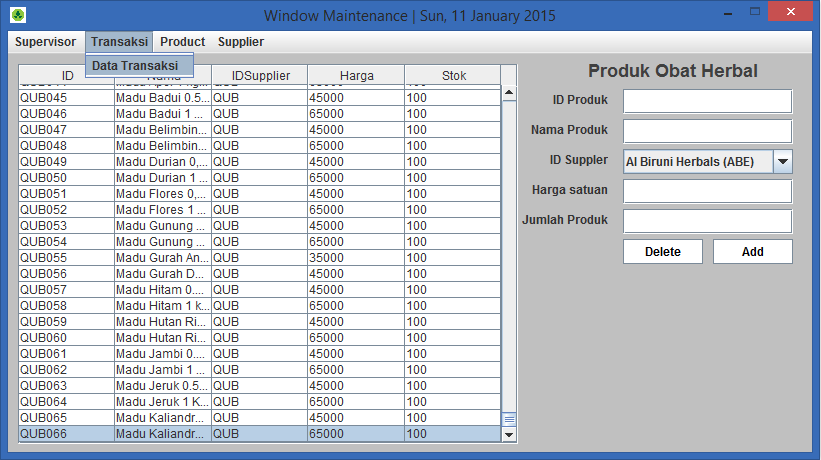 Window Maintenance | Sun, 11 January 2015
Supervisor Transaksi Product Supplier
Data Transaksi
ID Nama IDSupplier Harga Stok
QUB045 Madu Badui 0.5... QUB 45000 100
QUB046 Madu Badui 1 ... QUB 65000 100
QUB047 Madu Belimbin... QUB 45000 100
QUB048 Madu Belimbin... QUB 65000 100
QUB049 Madu Durian 0,... QUB 45000 100
QUB050 Madu Durian 1 ... QUB 65000 100
QUB051 Madu Flores 0,... QUB 45000 100
QUB052 Madu Flores 1 ... QUB 65000 100
QUB053 Madu Gunung ... QUB 45000 100
QUB054 Madu Gunung ... QUB 65000 100
QUB055 Madu Gurah An... QUB 35000 100
QUB056 Madu Gurah D... QUB 45000 100
QUB057 Madu Hitam 0.... QUB 45000 100
QUB058 Madu Hitam 1 k... QUB 65000 100
QUB059 Madu Hutan Ri... QUB 45000 100
QUB060 Madu Hutan Ri... QUB 65000 100
QUB061 Madu Jambi 0.... QUB 45000 100
QUB062 Madu Jambi 1 ... QUB 65000 100
QUB063 Madu Jeruk 0.5... QUB 45000 100
QUB064 Madu Jeruk 1 K... QUB 65000 100
QUB065 Madu Kaliandr... QUB 45000 100
QUB066 Madu Kaliandr... QUB 65000 100
Produk Obat Herbal
ID Produk
Nama Produk
ID Suppler Al Biruni Herbals (ABE)
Harga satuan
Jumlah Produk
Delete Add